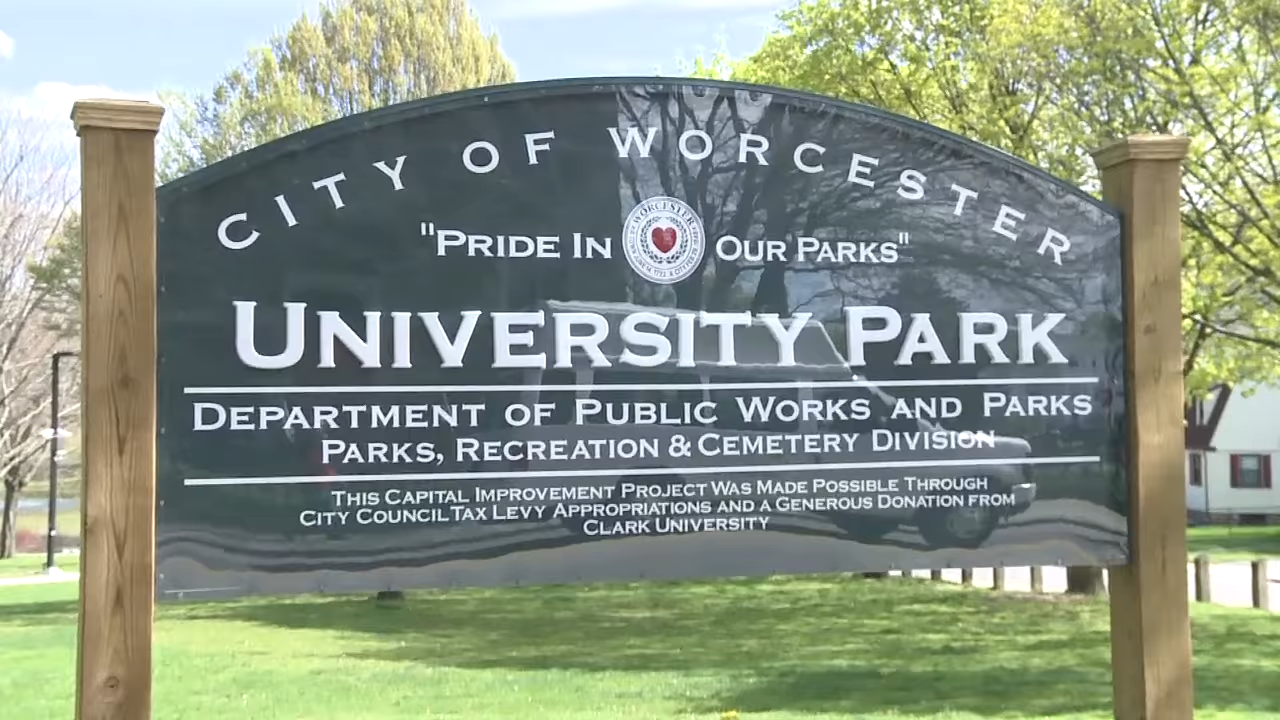 CITY OF WORCESTER
"PRIDE IN OUR PARKS"
WORCESTER
UNIVERSITY PARK
DEPARTMENT OF PUBLIC WORKS AND PARKS
PARKS, RECREATION & CEMETERY DIVISION
THIS CAPITAL IMPROVEMENT PROJECT WAS MADE POSSIBLE THROUGH
CITY COUNCIL TAX LEVY APPROPRIATIONS AND A GENEROUS DONATION FROM
CLARK UNIVERSITY